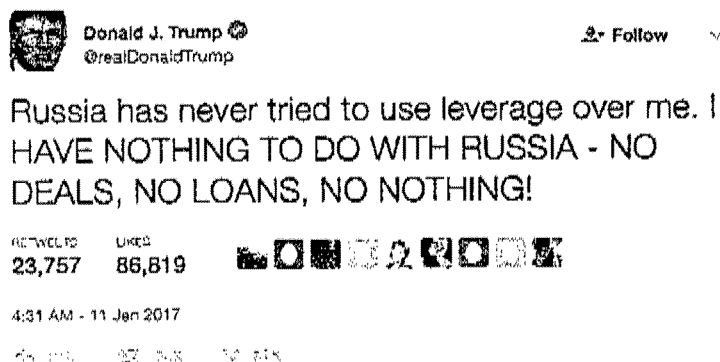 Donald J. Trump
@realDonaldTrump
Follow
Russia has never tried to use leverage over me. I
HAVE NOTHING TO DO WITH RUSSIA - NO
DEALS, NO LOANS, NO NOTHING!
RETWEETS LIKES
23,757 86,819
4:31 AM - 11 Jan 2017